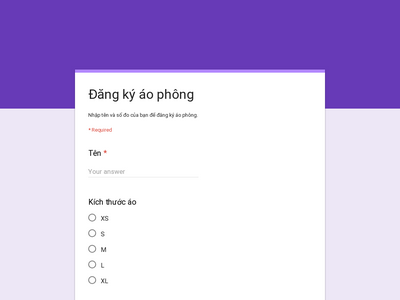 Đăng ký áo phông
Nhập tên và số đo của bạn để đăng ký áo phông.
* Required
Tên *
Your answer
Kích thước áo
XS
S
M
L
XL